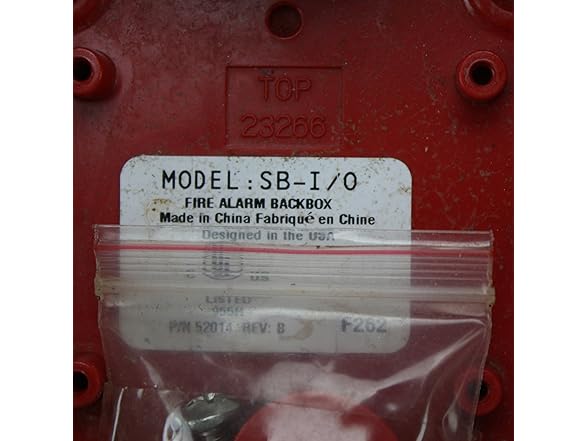 TOP
23266
MODEL:SB-I/O
FIRE ALARM BACKBOX
Made in China Fabriqué en Chine
Designed in the USA
C US
LISTED
P/N 52014 REV: B F262